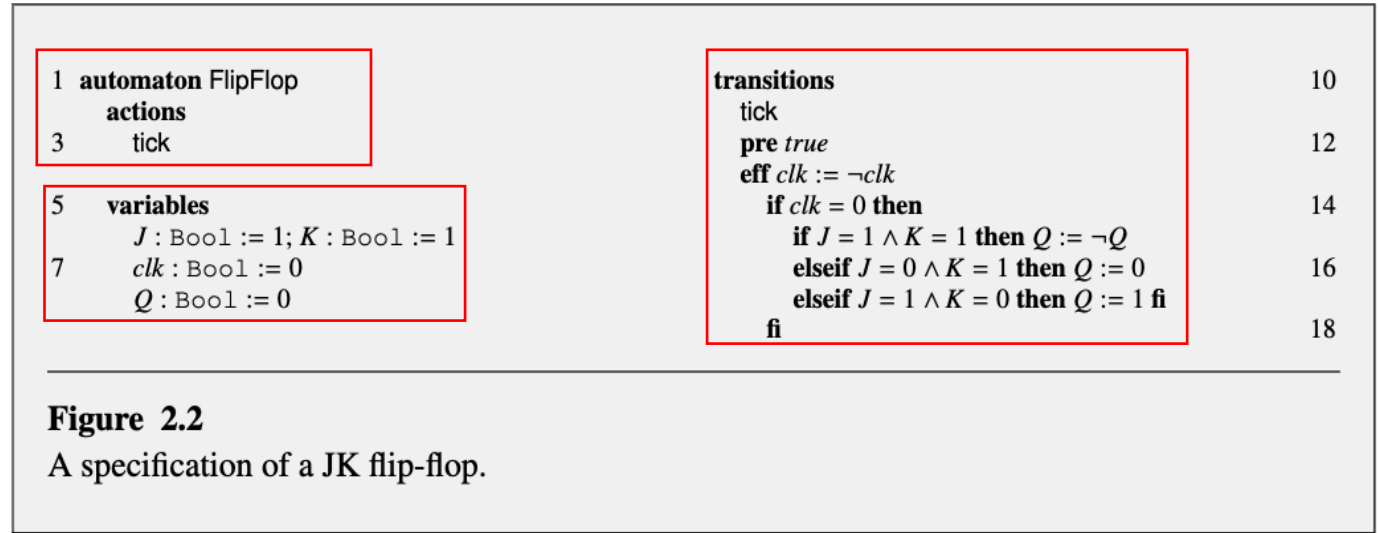 1 automaton FlipFlop
actions
3 tick
5 variables
J : Bool := 1; K : Bool := 1
7 clk : Bool := 0
Q : Bool := 0
transitions 10
tick
pre true 12
eff clk := ¬clk
if clk = 0 then 14
if J = 1 ∧ K = 1 then Q := ¬Q
elseif J = 0 ∧ K = 1 then Q := 0 16
elseif J = 1 ∧ K = 0 then Q := 1 fi
fi 18
Figure 2.2
A specification of a JK flip-flop.